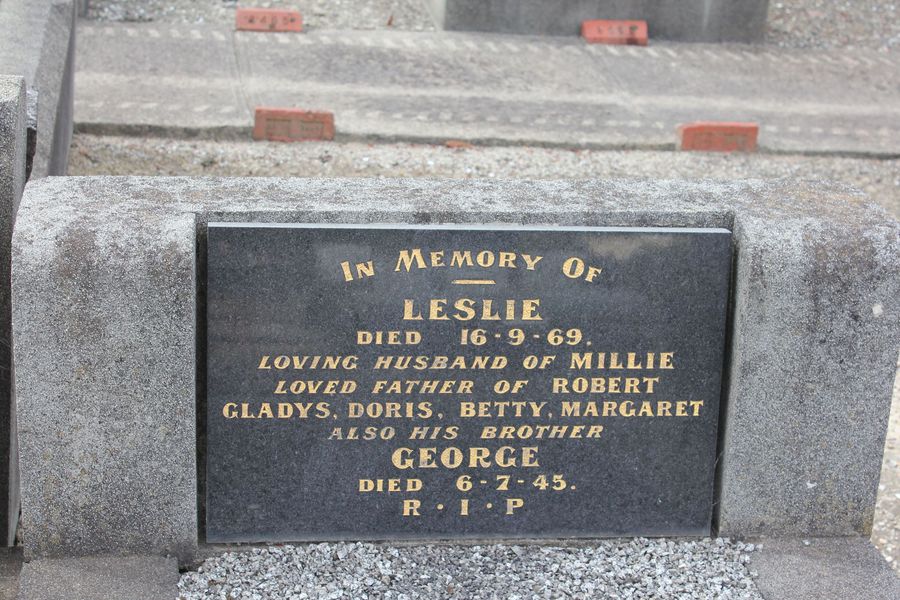 IN MEMORY OF
LESLIE
DIED 16-9-69.
LOVING HUSBAND OF MILLIE
LOVED FATHER OF ROBERT
GLADYS, DORIS, BETTY, MARGARET
ALSO HIS BROTHER
GEORGE
DIED 6-7-45.
R·I·P